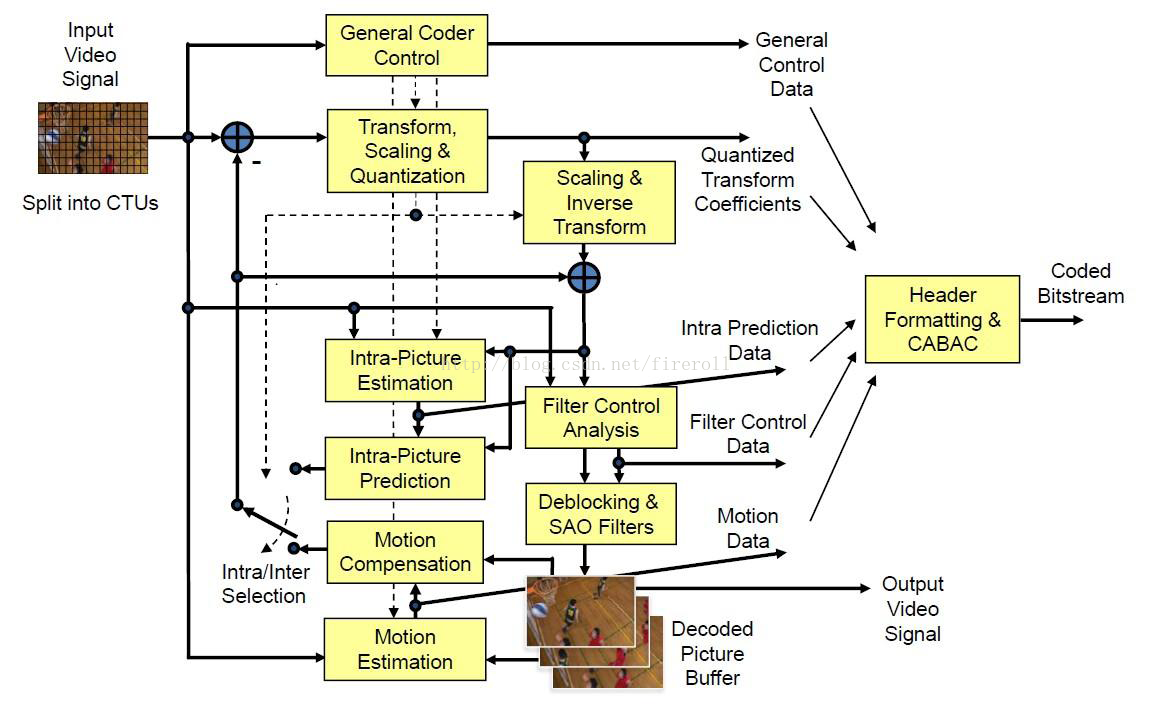 Input
Video
Signal
Split into CTUs
General Coder
Control
Transform,
Scaling &
Quantization
-
Scaling &
Inverse
Transform
General
Control
Data
Quantized
Transform
Coefficients
Header
Formatting &
CABAC
Coded
Bitstream
Intra Prediction
Data
Intra-Picture
Estimation
http://blog.csdn.net/fireroll
Filter Control
Analysis
Filter Control
Data
Intra-Picture
Prediction
Deblocking &
SAO Filters
Motion
Data
Motion
Compensation
Intra/Inter
Selection
Output
Video
Signal
Motion
Estimation
Decoded
Picture
Buffer